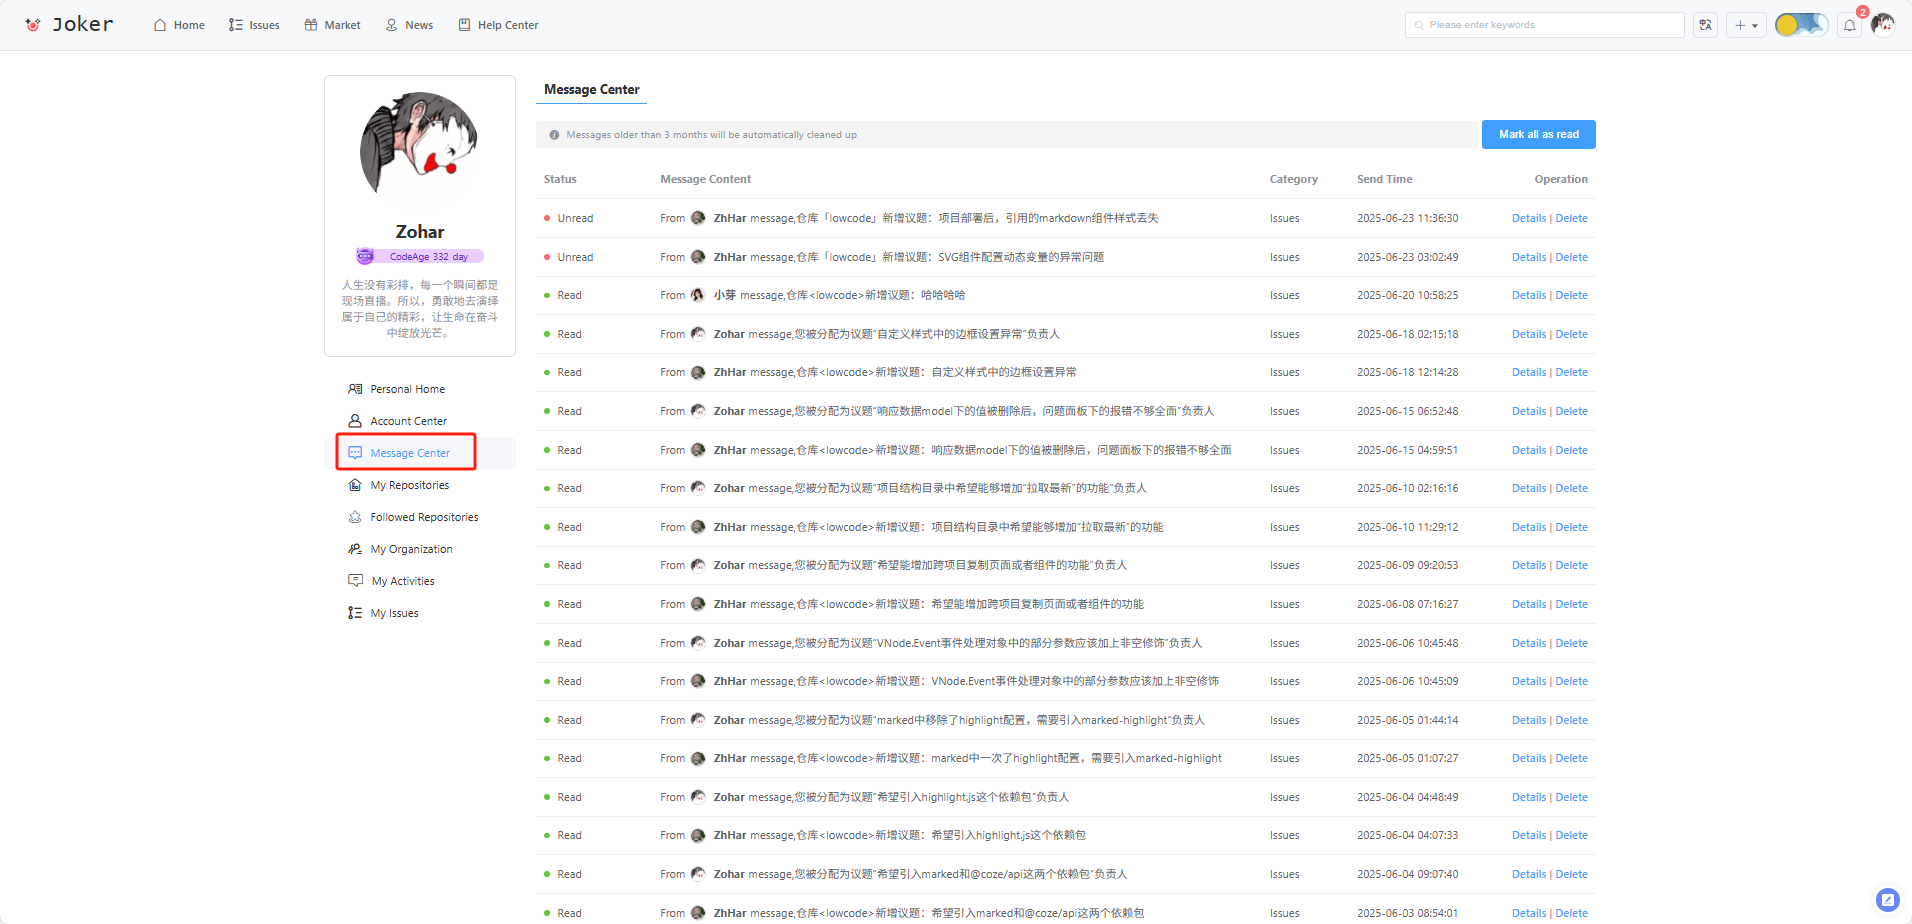 Joker Home Issues Market News Help Center Please enter keywords 2
Zohar
CodeAge 332 day
人生没有彩排，每一个瞬间都是
现场直播。所以，勇敢地去演绎
属于自己的精彩，让生命在奋斗
中绽放光芒。
Personal Home
Account Center
Message Center
My Repositories
Followed Repositories
My Organization
My Activities
My Issues
Message Center
Messages older than 3 months will be automatically cleaned up Mark all as read
Status Message Content Category Send Time Operation
Unread From ZhHar message,仓库「lowcode」新增议题：项目部署后，引用的markdown组件样式丢失 Issues 2025-06-23 11:36:30 Details | Delete
Unread From ZhHar message,仓库「lowcode」新增议题：SVG组件配置动态变量的异常问题 Issues 2025-06-23 03:02:49 Details | Delete
Read From 小芽 message,仓库<lowcode>新增议题：哈哈哈哈 Issues 2025-06-20 10:58:25 Details | Delete
Read From Zohar message,您被分配为议题“自定义样式中的边框设置异常”负责人 Issues 2025-06-18 02:15:18 Details | Delete
Read From ZhHar message,仓库<lowcode>新增议题：自定义样式中的边框设置异常 Issues 2025-06-18 12:14:28 Details | Delete
Read From Zohar message,您被分配为议题“响应数据model下的值被删除后，问题面板下的报错不够全面”负责人 Issues 2025-06-15 06:52:48 Details | Delete
Read From ZhHar message,仓库<lowcode>新增议题：响应数据model下的值被删除后，问题面板下的报错不够全面 Issues 2025-06-15 04:59:51 Details | Delete
Read From Zohar message,您被分配为议题“项目结构目录中希望能够增加“拉取最新”的功能”负责人 Issues 2025-06-10 02:16:16 Details | Delete
Read From ZhHar message,仓库<lowcode>新增议题：项目结构目录中希望能够增加“拉取最新”的功能 Issues 2025-06-10 11:29:12 Details | Delete
Read From Zohar message,您被分配为议题“希望能增加跨项目复制页面或者组件的功能”负责人 Issues 2025-06-09 09:20:53 Details | Delete
Read From ZhHar message,仓库<lowcode>新增议题：希望能增加跨项目复制页面或者组件的功能 Issues 2025-06-08 07:16:27 Details | Delete
Read From Zohar message,您被分配为议题“VNode.Event事件处理对象中的部分参数应该加上非空修饰”负责人 Issues 2025-06-06 10:45:48 Details | Delete
Read From ZhHar message,仓库<lowcode>新增议题：VNode.Event事件处理对象中的部分参数应该加上非空修饰 Issues 2025-06-06 10:45:09 Details | Delete
Read From Zohar message,您被分配为议题“marked中移除了highlight配置，需要引入marked-highlight”负责人 Issues 2025-06-05 01:44:14 Details | Delete
Read From ZhHar message,仓库<lowcode>新增议题：marked中一次了highlight配置，需要引入marked-highlight Issues 2025-06-05 01:07:27 Details | Delete
Read From Zohar message,您被分配为议题“希望引入highlight.js这个依赖包”负责人 Issues 2025-06-04 04:48:49 Details | Delete
Read From ZhHar message,仓库<lowcode>新增议题：希望引入highlight.js这个依赖包 Issues 2025-06-04 04:07:33 Details | Delete
Read From Zohar message,您被分配为议题“希望引入marked和@coze/api这两个依赖包”负责人 Issues 2025-06-04 09:07:40 Details | Delete
Read From ZhHar message,仓库<lowcode>新增议题：希望引入marked和@coze/api这两个依赖包 Issues 2025-06-03 08:54:01 Details | Delete